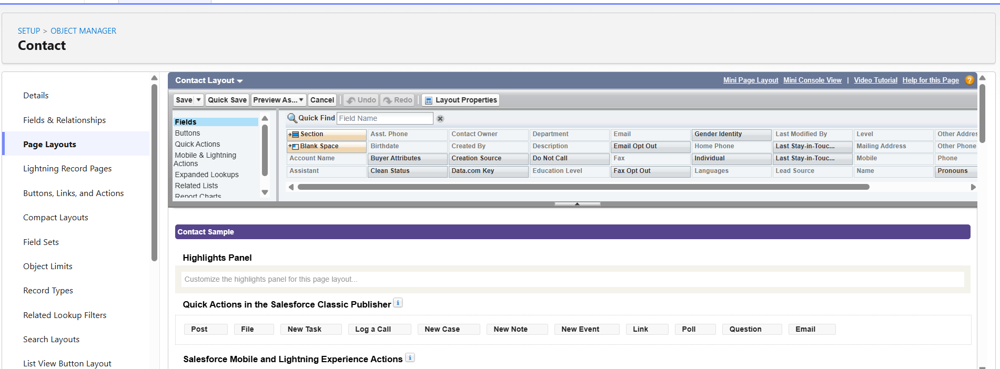 SETUP > OBJECT MANAGER
Contact
Details
Fields & Relationships
Page Layouts
Lightning Record Pages
Buttons, Links, and Actions
Compact Layouts
Field Sets
Object Limits
Record Types
Related Lookup Filters
Search Layouts
List View Button Layout
Contact Layout
Mini Page Layout Mini Console View | Video Tutorial Help for this Page ?
Save Quick Save Preview As... Cancel Undo Redo Layout Properties
Fields
Buttons
Quick Actions
Mobile & Lightning
Actions
Expanded Lookups
Related Lists
Report Charts
Quick Find Field Name
Section Asst. Phone Contact Owner Department Email Gender Identity Last Modified By Level Other Addres
Blank Space Birthdate Created By Description Email Opt Out Home Phone Last Stay-in-Touc... Mailing Address Other Phone
Account Name Buyer Attributes Creation Source Do Not Call Fax Individual Last Stay-in-Touc... Mobile Phone
Assistant Clean Status Data.com Key Education Level Fax Opt Out Languages Lead Source Name Pronouns
Contact Sample
Highlights Panel
Customize the highlights panel for this page layout...
Quick Actions in the Salesforce Classic Publisher i
Post File New Task Log a Call New Case New Note New Event Link Poll Question Email
Salesforce Mobile and Lightning Experience Actions i